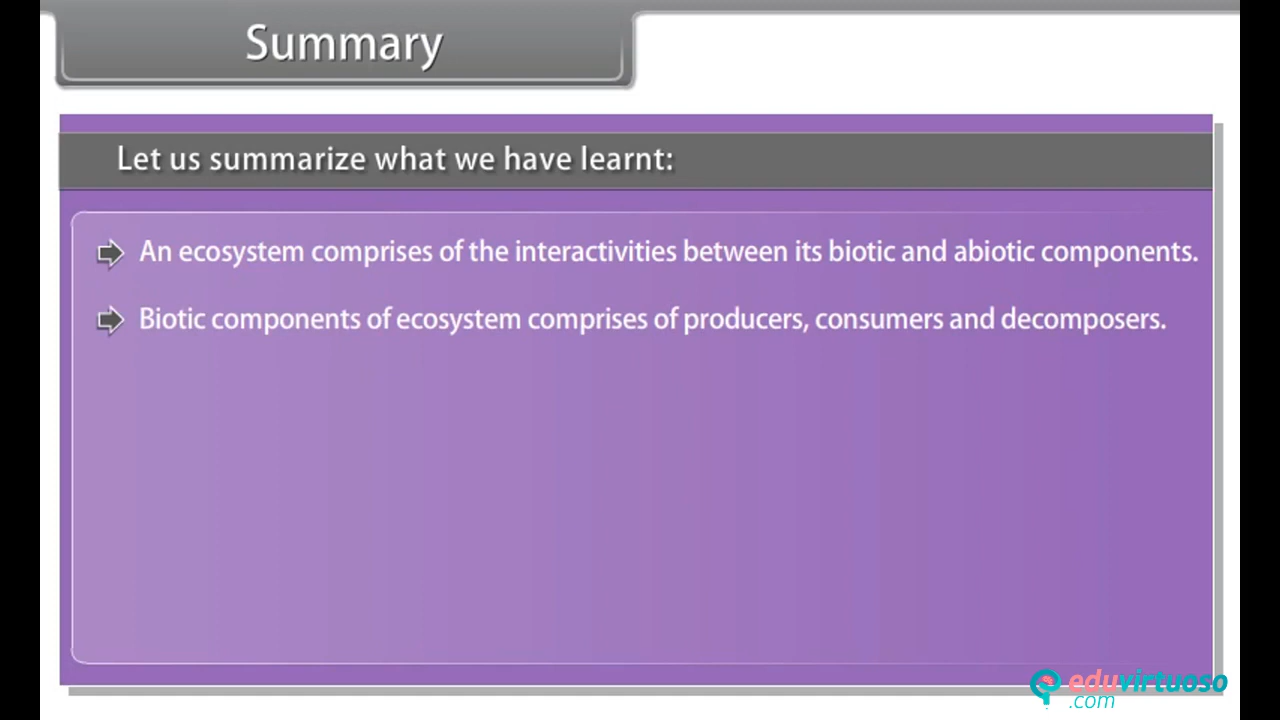 Summary
Let us summarize what we have learnt:
An ecosystem comprises of the interactivities between its biotic and abiotic components.
Biotic components of ecosystem comprises of producers, consumers and decomposers.
eduvirtuoso
.com